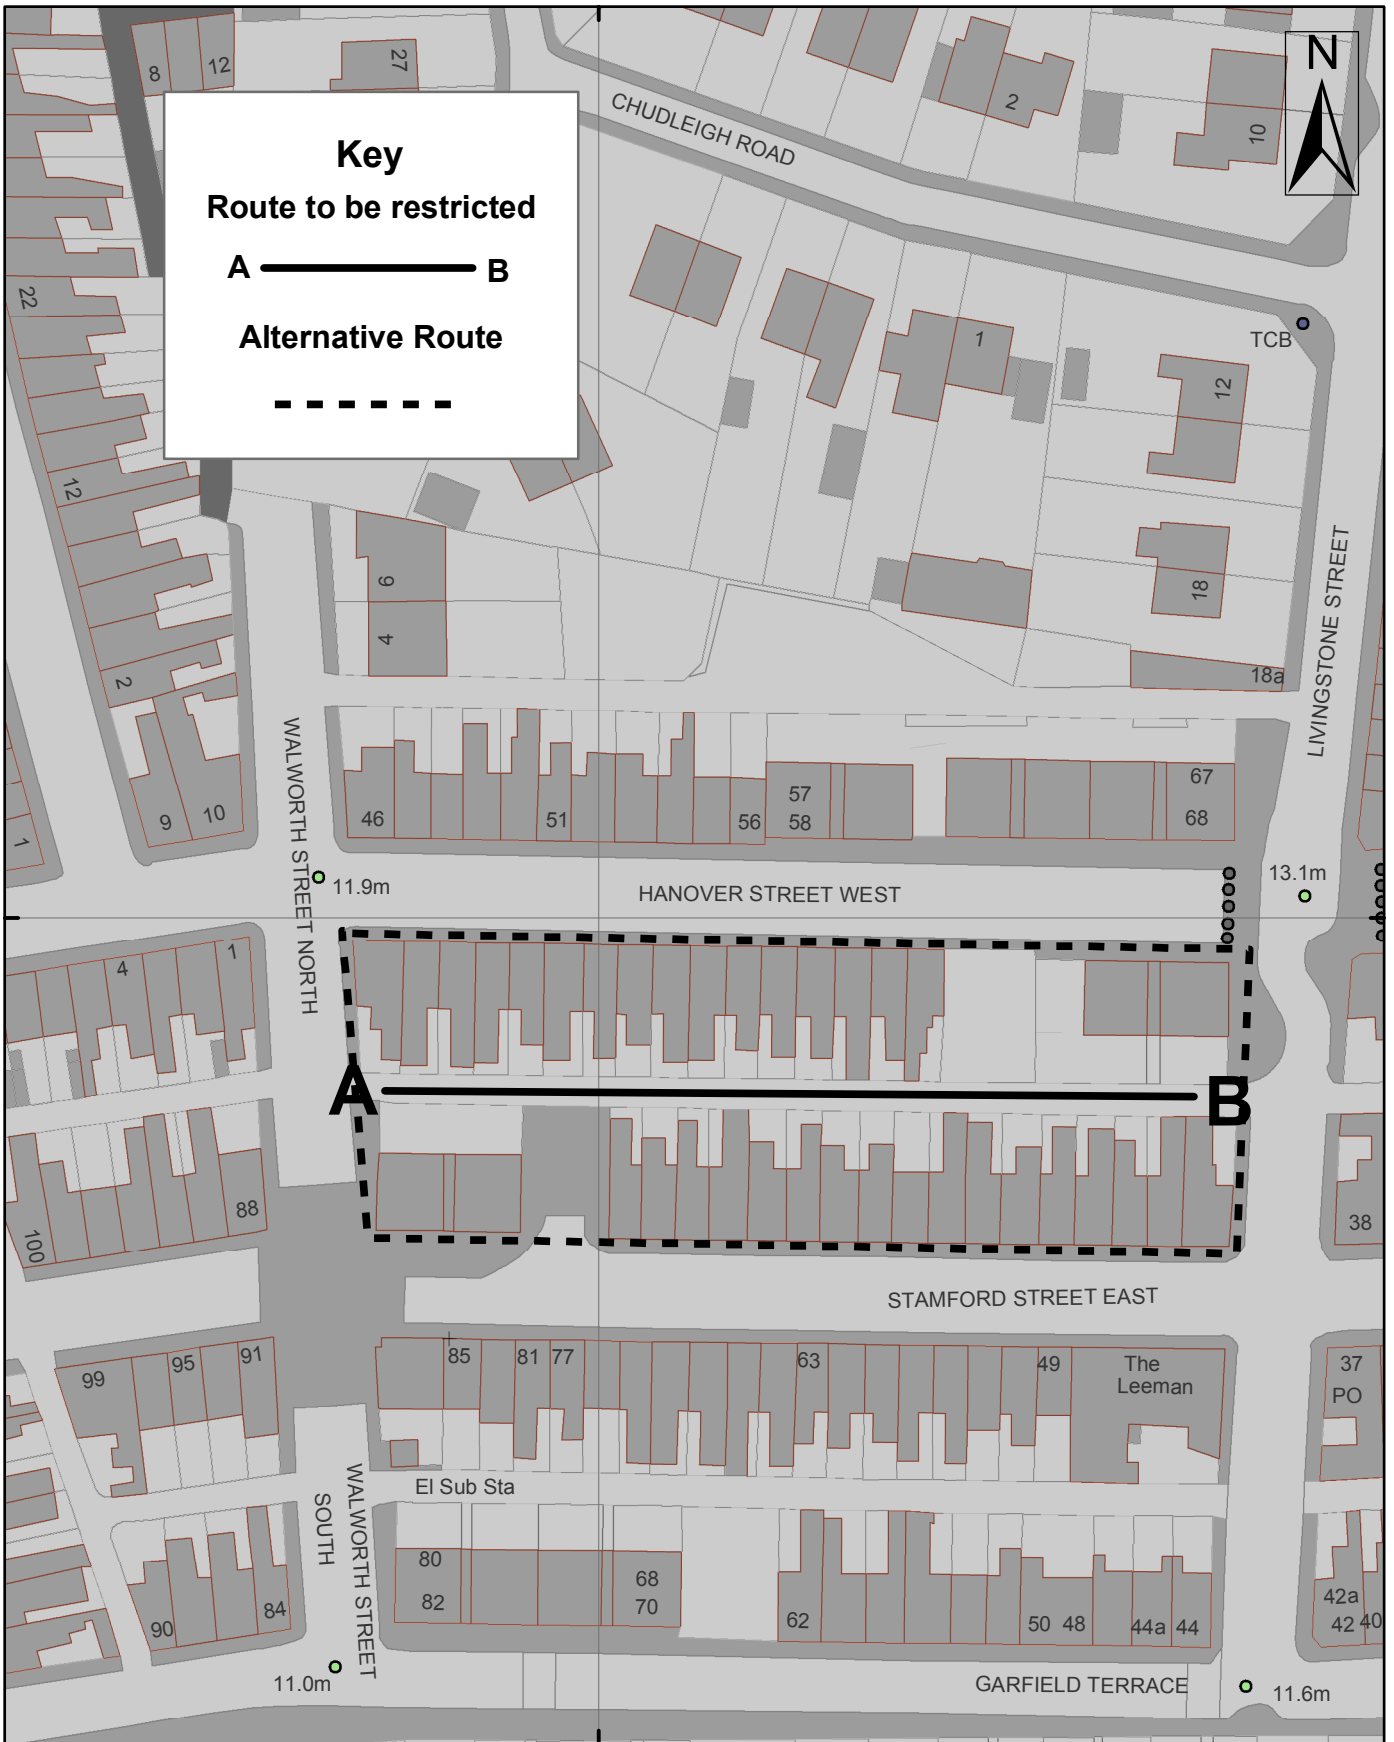 8
12
27
CHUDLEIGH ROAD
2
10
N
Key
Route to be restricted
A B
Alternative Route
22
12
2
9
10
1
1
TCB
12
18
18a
LIVINGSTONE STREET
6
4
WALWORTH STREET NORTH
46
51
56
57
58
67
68
11.9m
HANOVER STREET WEST
13.1m
4
1
A B
100
88
38
STAMFORD STREET EAST
99
95
91
85
81
77
63
49
The
Leeman
37
PO
El Sub Sta
WALWORTH STREET
SOUTH
90
84
80
82
68
70
62
50
48
44a
44
42a
42
40
11.0m
GARFIELD TERRACE
11.6m